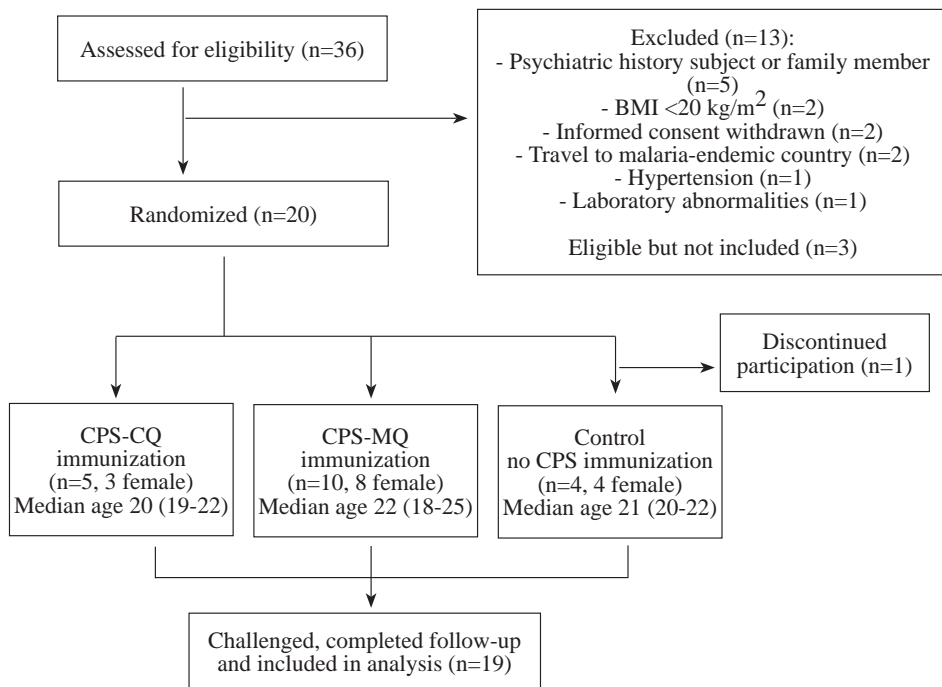 Assessed for eligibility (n=36)
Excluded (n=13):
- Psychiatric history subject or family member
(n=5)
- BMI <20 kg/m² (n=2)
- Informed consent withdrawn (n=2)
- Travel to malaria-endemic country (n=2)
- Hypertension (n=1)
- Laboratory abnormalities (n=1)
Eligible but not included (n=3)
Randomized (n=20)
Discontinued
participation (n=1)
CPS-CQ
immunization
(n=5, 3 female)
Median age 20 (19-22)
CPS-MQ
immunization
(n=10, 8 female)
Median age 22 (18-25)
Control
no CPS immunization
(n=4, 4 female)
Median age 21 (20-22)
Challenged, completed follow-up
and included in analysis (n=19)